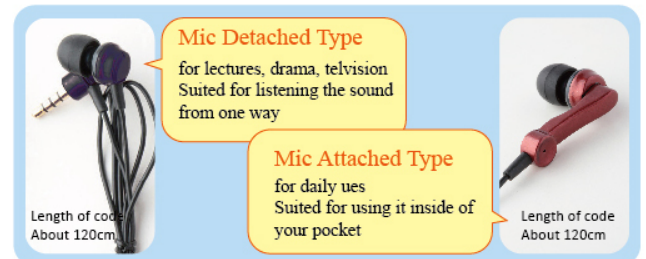 Mic Detached Type
for lectures, drama, telvision
Suited for listening the sound
from one way
Length of code
About 120cm
Mic Attached Type
for daily ues
Suited for using it inside of
your pocket
Length of code
About 120cm